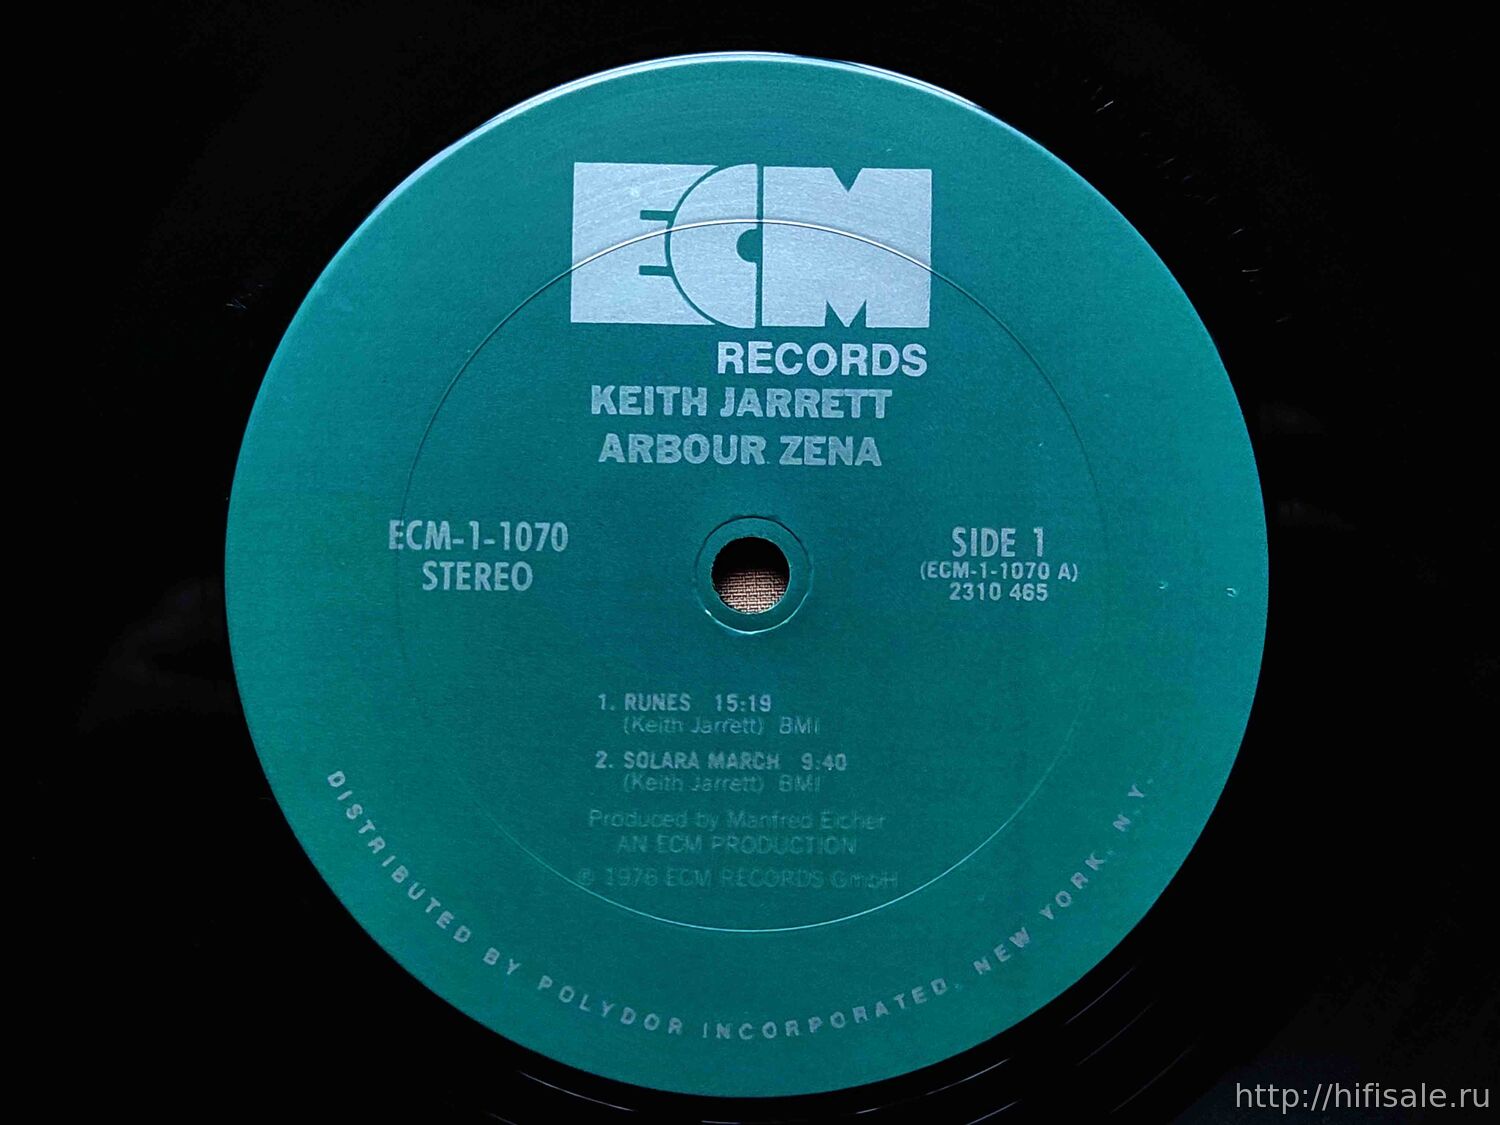 ECM
RECORDS
KEITH JARRETT
ARBOUR ZENA
ECM-1-1070
STEREO
SIDE 1
(ECM-1-1070 A)
2310 465
1. RUNES 15:19
(Keith Jarrett) BMI
2. SOLARA MARCH 9:40
(Keith Jarrett) BMI
Produced by Manfred Eicher
AN ECM PRODUCTION
℗ 1976 ECM RECORDS GmbH
DISTRIBUTED BY POLYDOR INCORPORATED, NEW YORK, N.Y.
http://hifisale.ru